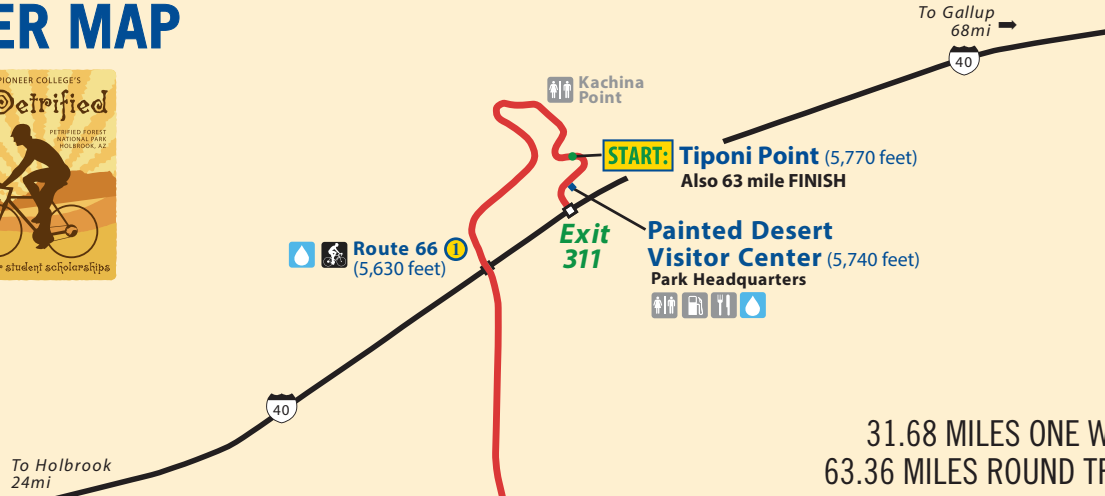 ER MAP
To Gallup
68mi
40
PIONEER COLLEGE'S
Petrified
PETRIFIED FOREST
NATIONAL PARK
HOLBROOK, AZ
student scholarships
Kachina
Point
START: Tiponi Point (5,770 feet)
Also 63 mile FINISH
Exit
311
Painted Desert
Visitor Center (5,740 feet)
Park Headquarters
Route 66 1
(5,630 feet)
40
To Holbrook
24mi
31.68 MILES ONE W
63.36 MILES ROUND TR